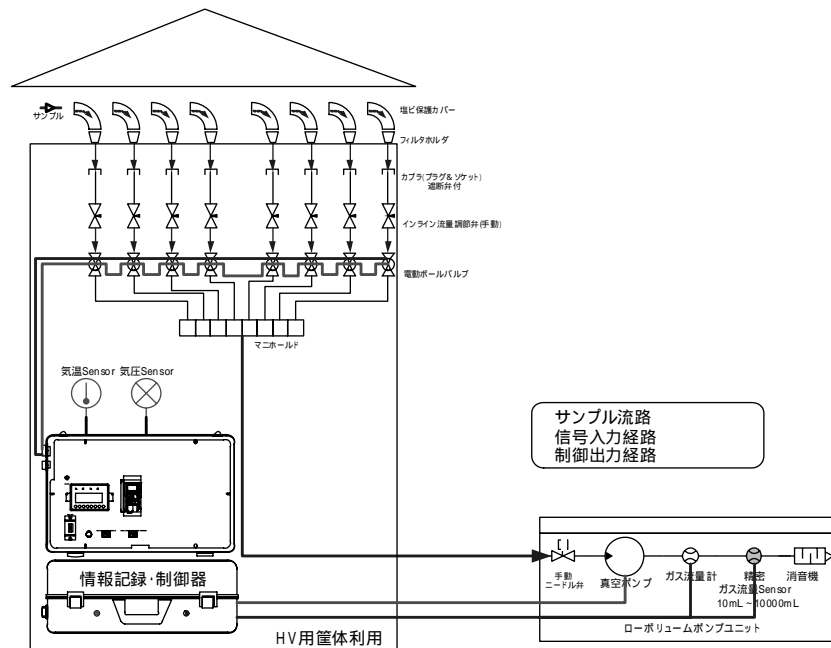 サンプル
塩ビ保護カバー
フィルタホルダ
カプラ(プラグ&ソケット)
遮断弁付
インライン流量調節弁(手動)
電動ボールバルブ
マニホールド
気温Sensor 気圧Sensor
サンプル流路
信号入力経路
制御出力経路
情報記録・制御器
HV用筐体利用
手動
ニードル弁
真空ポンプ
ガス流量計
精密
ガス流量Sensor
10mL~10000mL
消音機
ローボリュームポンプユニット